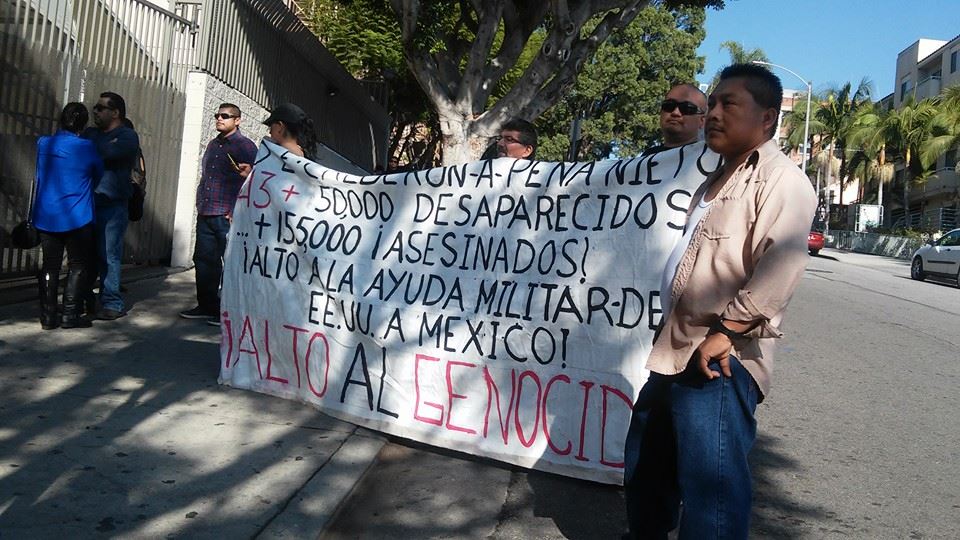 DE·CALDERON-A-PEÑA NIETO
43 + 50,000 DESAPARECIDOS
... + 155,000 ¡ASESINADOS!
¡ALTO A LA AYUDA MILITAR-DE
EE.UU. A MEXICO!
¡ALTO AL GENOCID